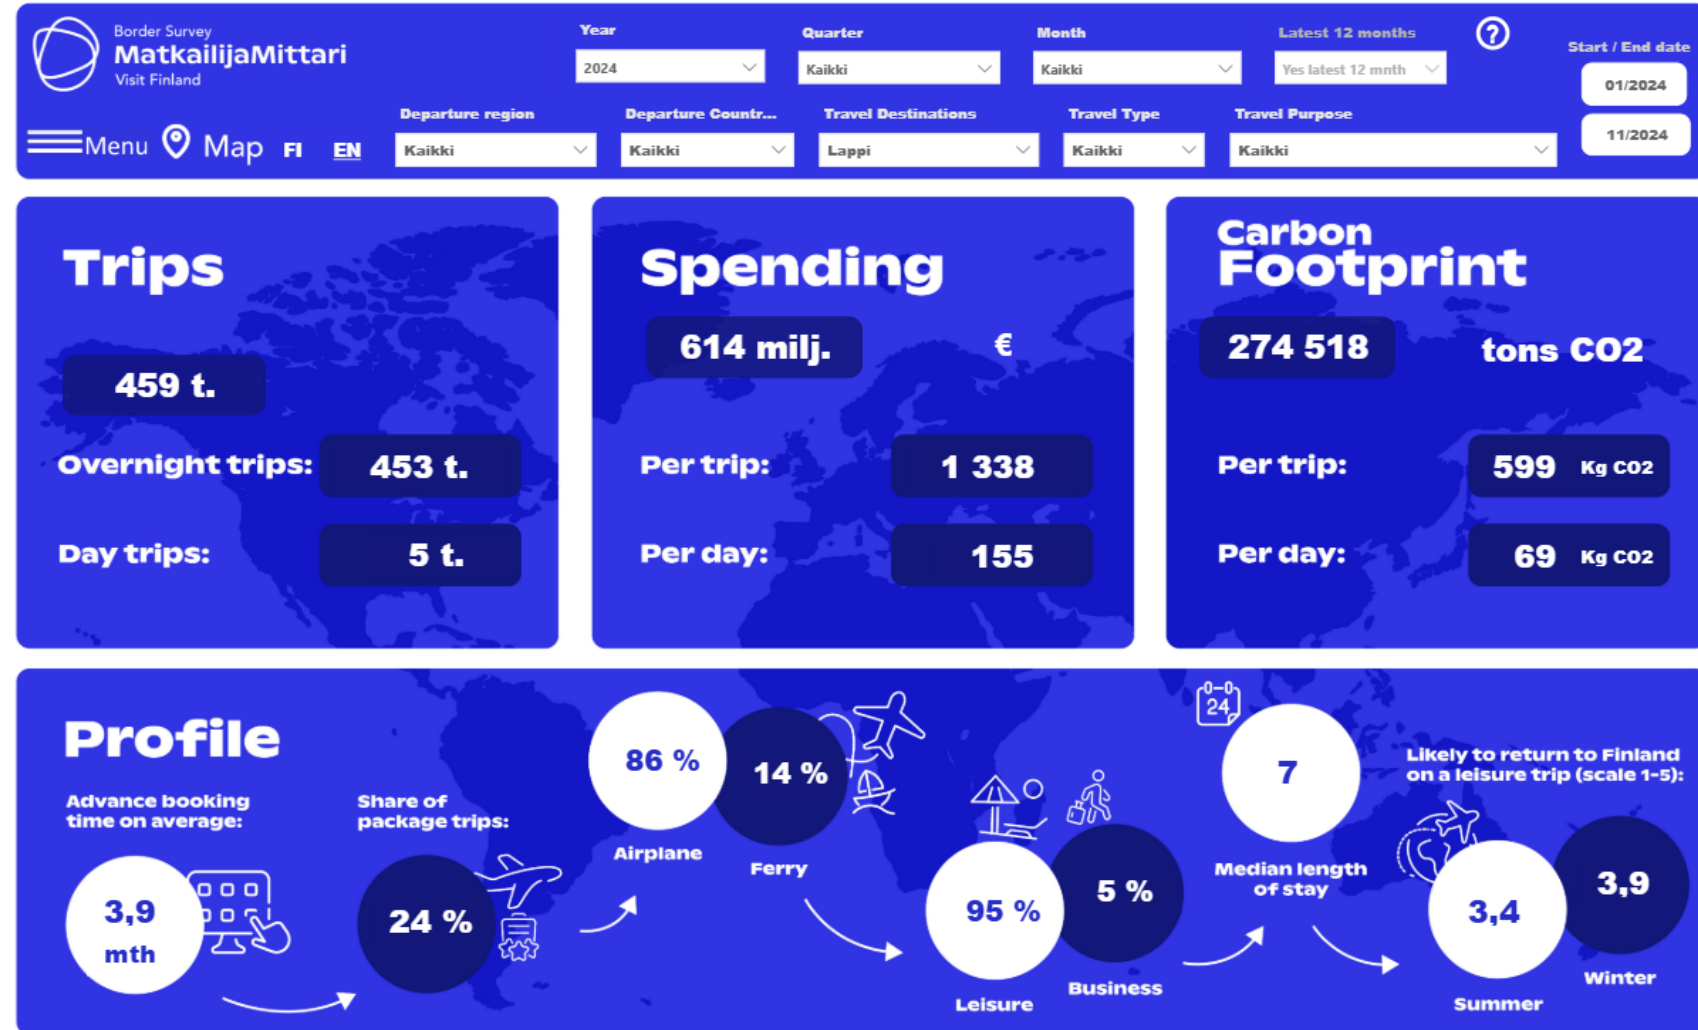 Border Survey
MatkailijaMittari
Visit Finland
Menu Map FI EN
Year
2024
Quarter
Kaikki
Month
Kaikki
Latest 12 months
Yes latest 12 mnth
?
Start / End date
01/2024
11/2024
Departure region
Kaikki
Departure Countr...
Kaikki
Travel Destinations
Lappi
Travel Type
Kaikki
Travel Purpose
Kaikki
Trips
459 t.
Overnight trips: 453 t.
Day trips: 5 t.
Spending
614 milj. €
Per trip: 1 338
Per day: 155
Carbon
Footprint
274 518 tons CO2
Per trip: 599 Kg CO2
Per day: 69 Kg CO2
Profile
Advance booking
time on average:
3,9
mth
Share of
package trips:
24 %
86 %
Airplane
14 %
Ferry
95 %
Leisure
5 %
Business
24
7
Median length
of stay
Likely to return to Finland
on a leisure trip (scale 1-5):
3,4
Summer
3,9
Winter